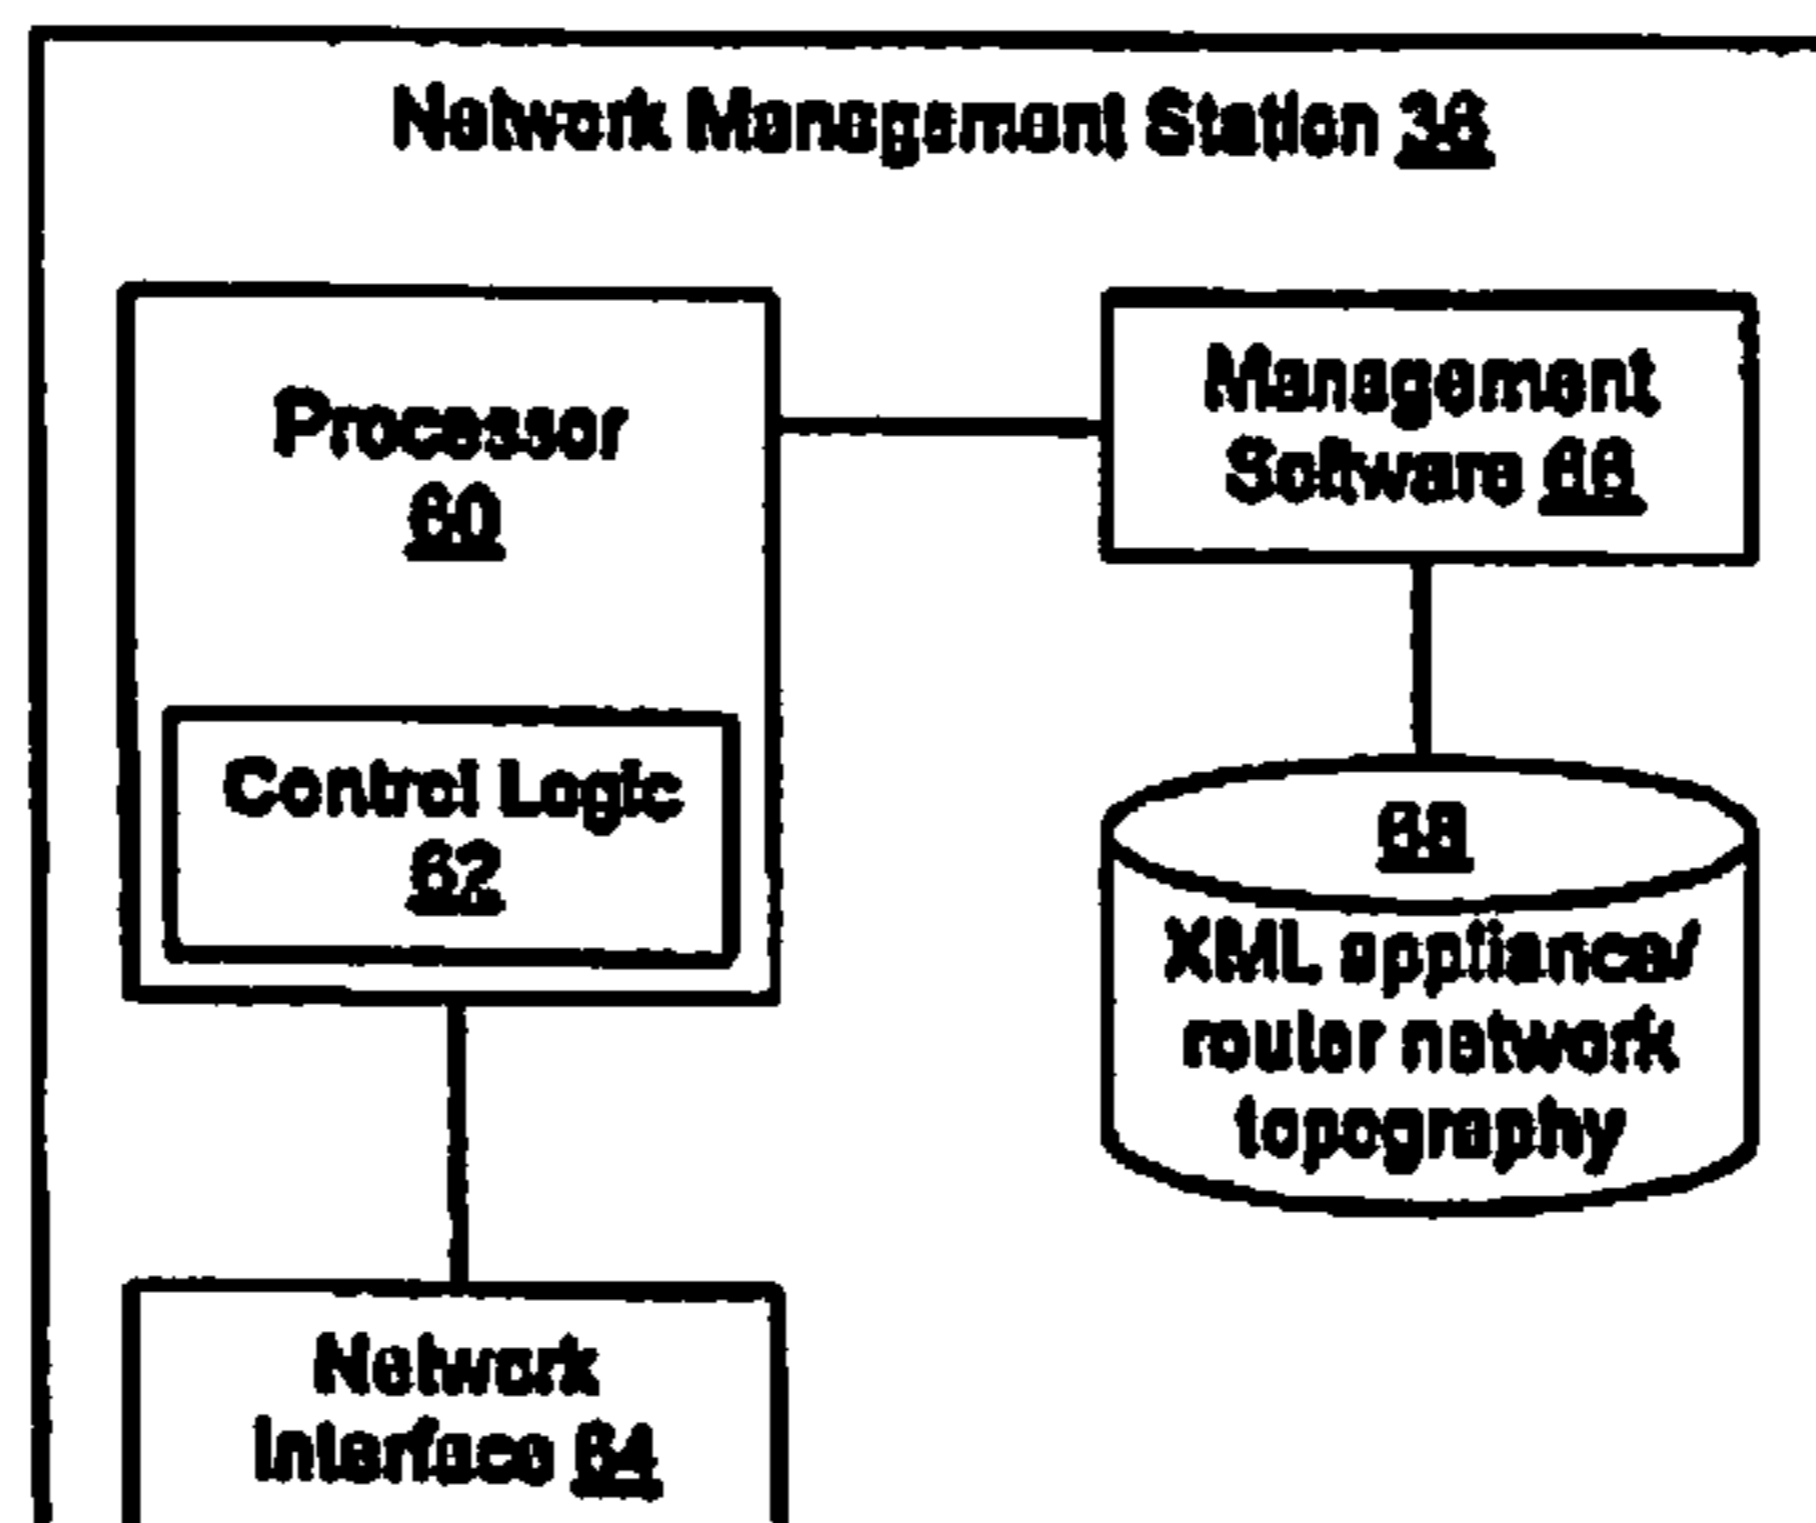 Network Management Station 36
Processor
60
Management
Software 66
Control Logic
62
68
XML appliance/
router network
topography
Network
Interface 64